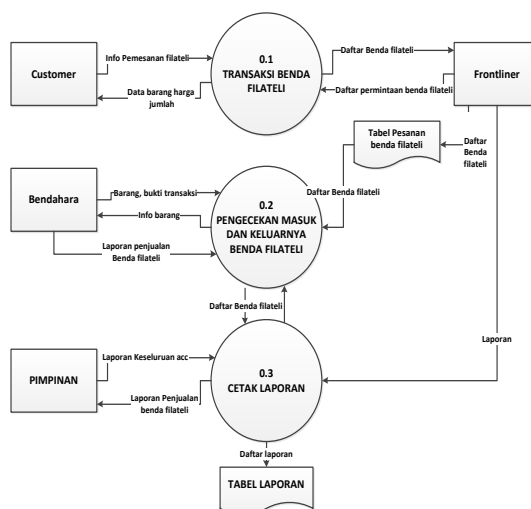 Customer
Info Pemesanan filateli
Data barang harga
jumlah
0.1
TRANSAKSI BENDA
FILATELI
Daftar Benda filateli
Daftar permintaan benda filateli
Frontliner
Tabel Pesanan
benda filateli
Daftar
Benda
filateli
Daftar Benda filateli
Bendahara
Barang, bukti transaksi
Info barang
Laporan penjualan
Benda filateli
0.2
PENGECEKAN MASUK
DAN KELUARNYA
BENDA FILATELI
Daftar Benda filateli
Laporan
PIMPINAN
Laporan Keseluruan acc
Laporan Penjualan
benda filateli
0.3
CETAK LAPORAN
Daftar laporan
TABEL LAPORAN